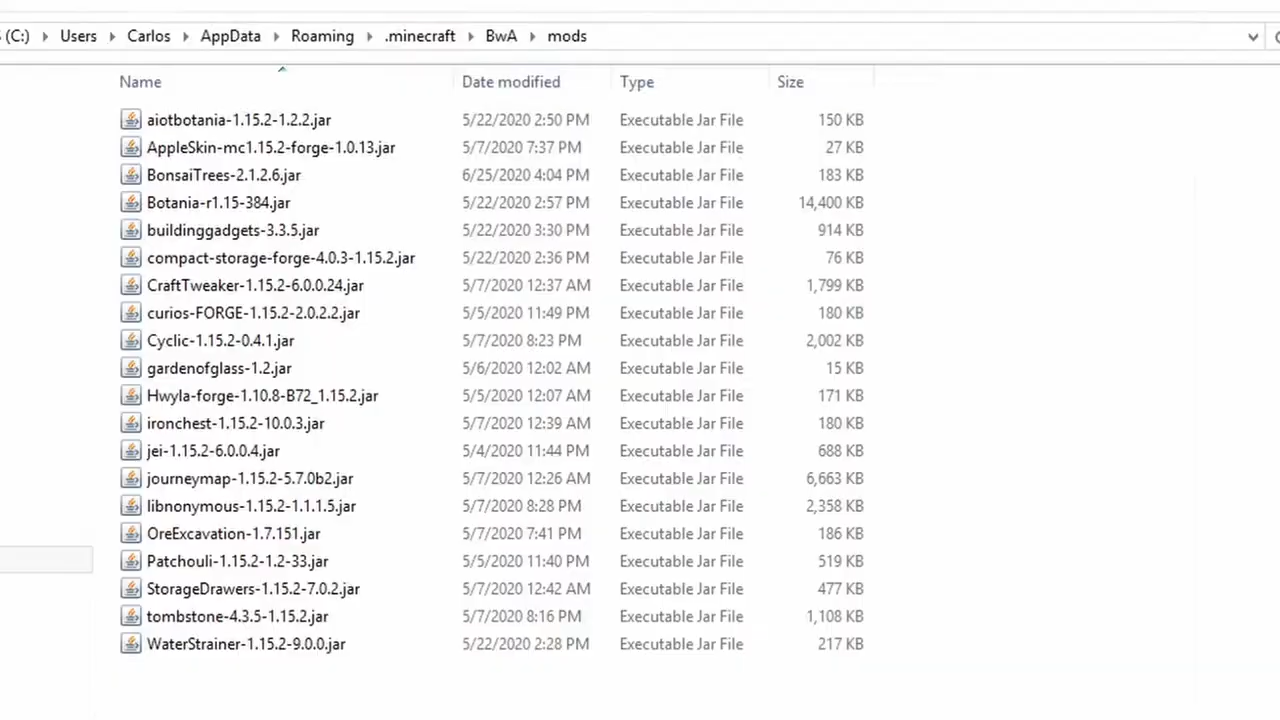 (C:) Users Carlos AppData Roaming .minecraft BwA mods
Name Date modified Type Size
aiotbotania-1.15.2-1.2.2.jar 5/22/2020 2:50 PM Executable Jar File 150 KB
AppleSkin-mc1.15.2-forge-1.0.13.jar 5/7/2020 7:37 PM Executable Jar File 27 KB
BonsaiTrees-2.1.2.6.jar 6/25/2020 4:04 PM Executable Jar File 183 KB
Botania-r1.15-384.jar 5/22/2020 2:57 PM Executable Jar File 14,400 KB
buildinggadgets-3.3.5.jar 5/22/2020 3:30 PM Executable Jar File 914 KB
compact-storage-forge-4.0.3-1.15.2.jar 5/22/2020 2:36 PM Executable Jar File 76 KB
CraftTweaker-1.15.2-6.0.0.24.jar 5/7/2020 12:37 AM Executable Jar File 1,799 KB
curios-FORGE-1.15.2-2.0.2.2.jar 5/5/2020 11:49 PM Executable Jar File 180 KB
Cyclic-1.15.2-0.4.1.jar 5/7/2020 8:23 PM Executable Jar File 2,002 KB
gardenofglass-1.2.jar 5/6/2020 12:02 AM Executable Jar File 15 KB
Hwyla-forge-1.10.8-B72_1.15.2.jar 5/5/2020 12:07 AM Executable Jar File 171 KB
ironchest-1.15.2-10.0.3.jar 5/7/2020 12:39 AM Executable Jar File 180 KB
jei-1.15.2-6.0.0.4.jar 5/4/2020 11:44 PM Executable Jar File 688 KB
journeymap-1.15.2-5.7.0b2.jar 5/7/2020 12:26 AM Executable Jar File 6,663 KB
libnonymous-1.15.2-1.1.1.5.jar 5/7/2020 8:28 PM Executable Jar File 2,358 KB
OreExcavation-1.7.151.jar 5/7/2020 7:41 PM Executable Jar File 186 KB
Patchouli-1.15.2-1.2-33.jar 5/5/2020 11:40 PM Executable Jar File 519 KB
StorageDrawers-1.15.2-7.0.2.jar 5/7/2020 12:42 AM Executable Jar File 477 KB
tombstone-4.3.5-1.15.2.jar 5/7/2020 8:16 PM Executable Jar File 1,108 KB
WaterStrainer-1.15.2-9.0.0.jar 5/22/2020 2:28 PM Executable Jar File 217 KB